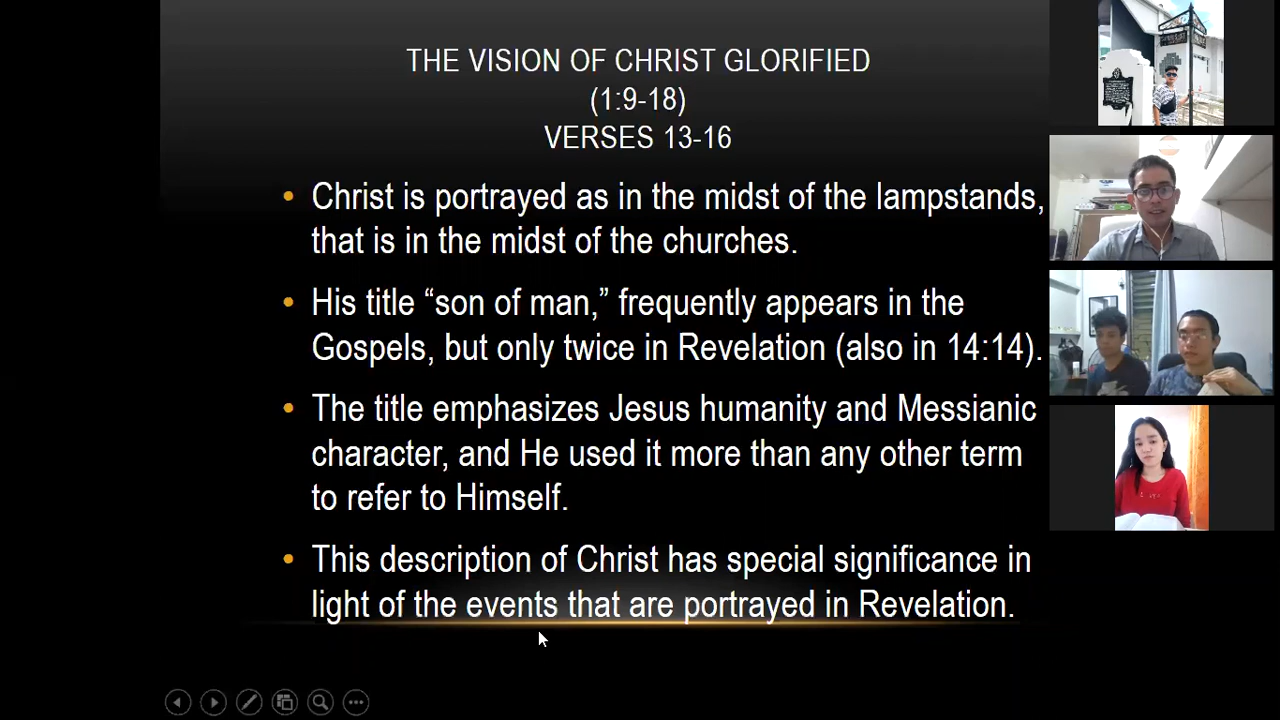 THE VISION OF CHRIST GLORIFIED
(1:9-18)
VERSES 13-16
• Christ is portrayed as in the midst of the lampstands,
that is in the midst of the churches.
• His title “son of man,” frequently appears in the
Gospels, but only twice in Revelation (also in 14:14).
• The title emphasizes Jesus humanity and Messianic
character, and He used it more than any other term
to refer to Himself.
• This description of Christ has special significance in
light of the events that are portrayed in Revelation.